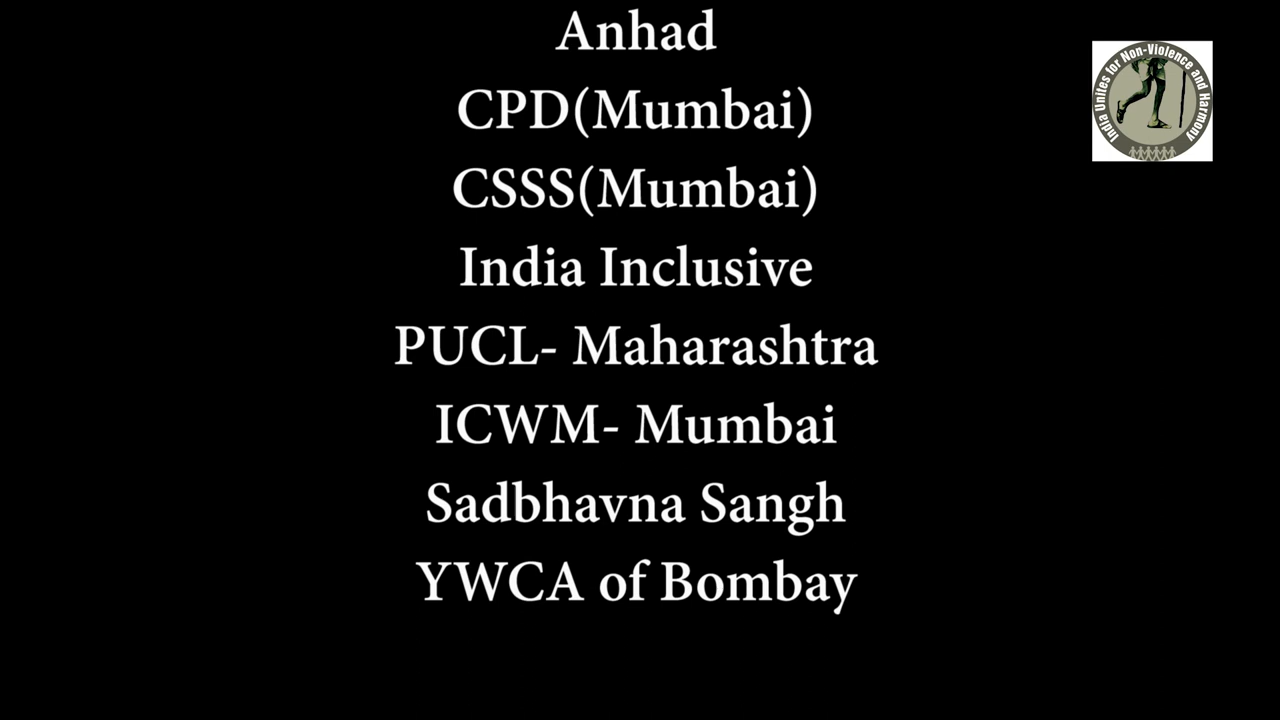 Anhad
CPD(Mumbai)
CSSS(Mumbai)
India Inclusive
PUCL- Maharashtra
ICWM- Mumbai
Sadbhavna Sangh
YWCA of Bombay
India Unites for Non-Violence and Harmony